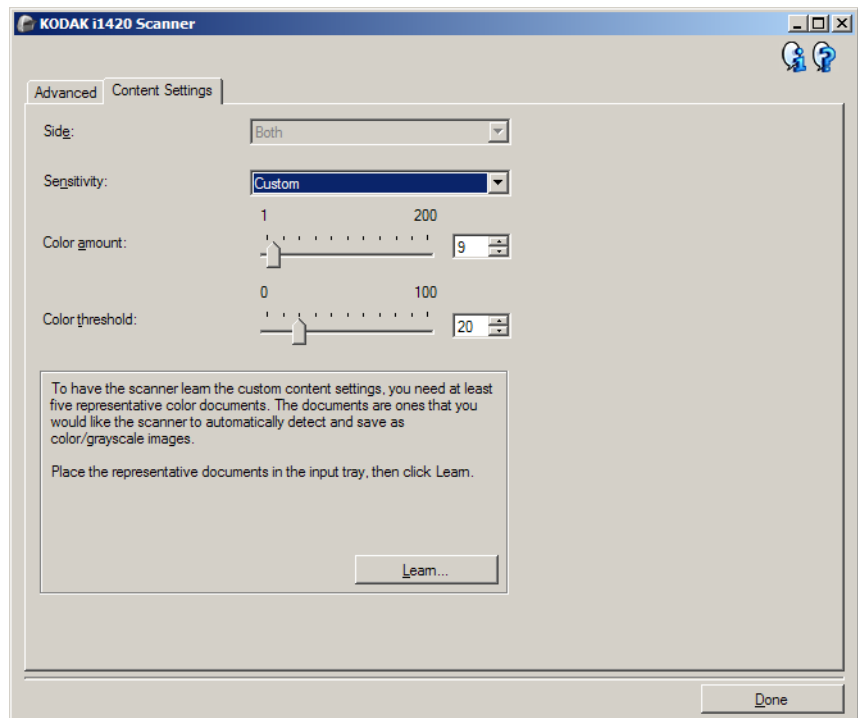 KODAK i1420 Scanner
Advanced
Content Settings
Side:
Both
Sensitivity:
Custom
1 200
Color amount:
9
0 100
Color threshold:
20
To have the scanner learn the custom content settings, you need at least
five representative color documents. The documents are ones that you
would like the scanner to automatically detect and save as
color/grayscale images.
Place the representative documents in the input tray, then click Learn.
Learn...
Done